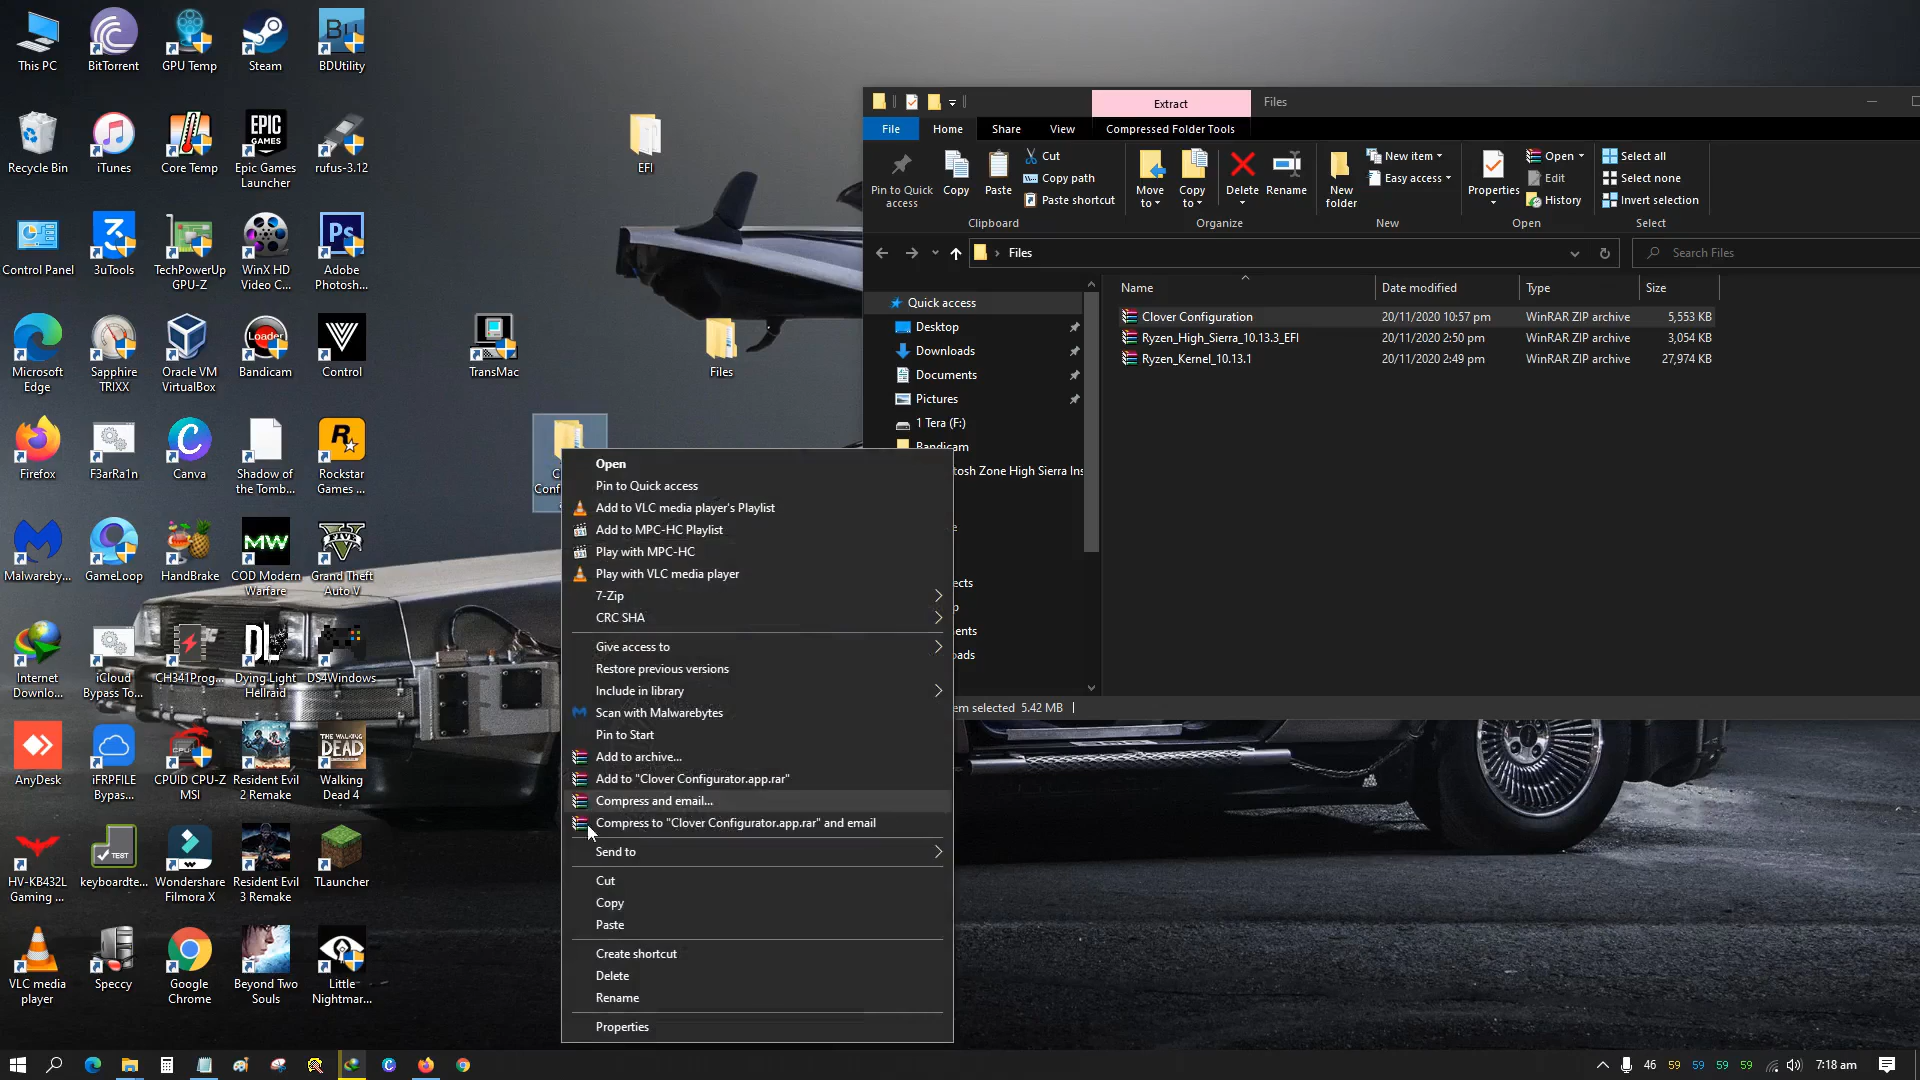 This PC
BitTorrent
GPU Temp
Steam
BDUtility
Recycle Bin
iTunes
Core Temp
Epic Games
Launcher
rufus-3.12
Control Panel
3uTools
TechPowerUp
GPU-Z
WinX HD
Video C...
Adobe
Photosh...
Microsoft
Edge
Sapphire
TRIXX
Oracle VM
VirtualBox
Bandicam
Control
Firefox
F3arRa1n
Canva
Shadow of
the Tomb...
Rockstar
Games ...
Malwareby...
GameLoop
HandBrake
COD Modern
Warfare
Grand Theft
Auto V
Internet
Downlo...
iCloud
Bypass To...
CH341Prog...
Dying Light
Hellraid
DS4Windows
AnyDesk
iFRPFILE
Bypas...
CPUID CPU-Z
MSI
Resident Evil
2 Remake
Walking
Dead 4
HV-KB432L
Gaming ...
keyboardte...
Wondershare
Filmora X
Resident Evil
3 Remake
TLauncher
VLC media
player
Speccy
Google
Chrome
Beyond Two
Souls
Little
Nightmar...
EFI
TransMac
Files
Extract
Files
File
Home
Share
View
Compressed Folder Tools
Pin to Quick
access
Copy
Paste
Cut
Copy path
Paste shortcut
Clipboard
Move
to
Copy
to
Delete
Rename
Organize
New
folder
New item
Easy access
New
Properties
Open
Edit
History
Open
Select all
Select none
Invert selection
Select
Files
Search Files
Quick access
Desktop
Downloads
Documents
Pictures
1 Tera (F:)
Bandicam
tosh Zone High Sierra Ins
Name Date modified Type Size
Clover Configuration 20/11/2020 10:57 pm WinRAR ZIP archive 5,553 KB
Ryzen_High_Sierra_10.13.3_EFI 20/11/2020 2:50 pm WinRAR ZIP archive 3,054 KB
Ryzen_Kernel_10.13.1 20/11/2020 2:49 pm WinRAR ZIP archive 27,974 KB
em selected 5.42 MB
Open
Pin to Quick access
Add to VLC media player's Playlist
Add to MPC-HC Playlist
Play with MPC-HC
Play with VLC media player
7-Zip
CRC SHA
Give access to
Restore previous versions
Include in library
Scan with Malwarebytes
Pin to Start
Add to archive...
Add to "Clover Configurator.app.rar"
Compress and email...
Compress to "Clover Configurator.app.rar" and email
Send to
Cut
Copy
Paste
Create shortcut
Delete
Rename
Properties
46 59 59 59 59 7:18 am